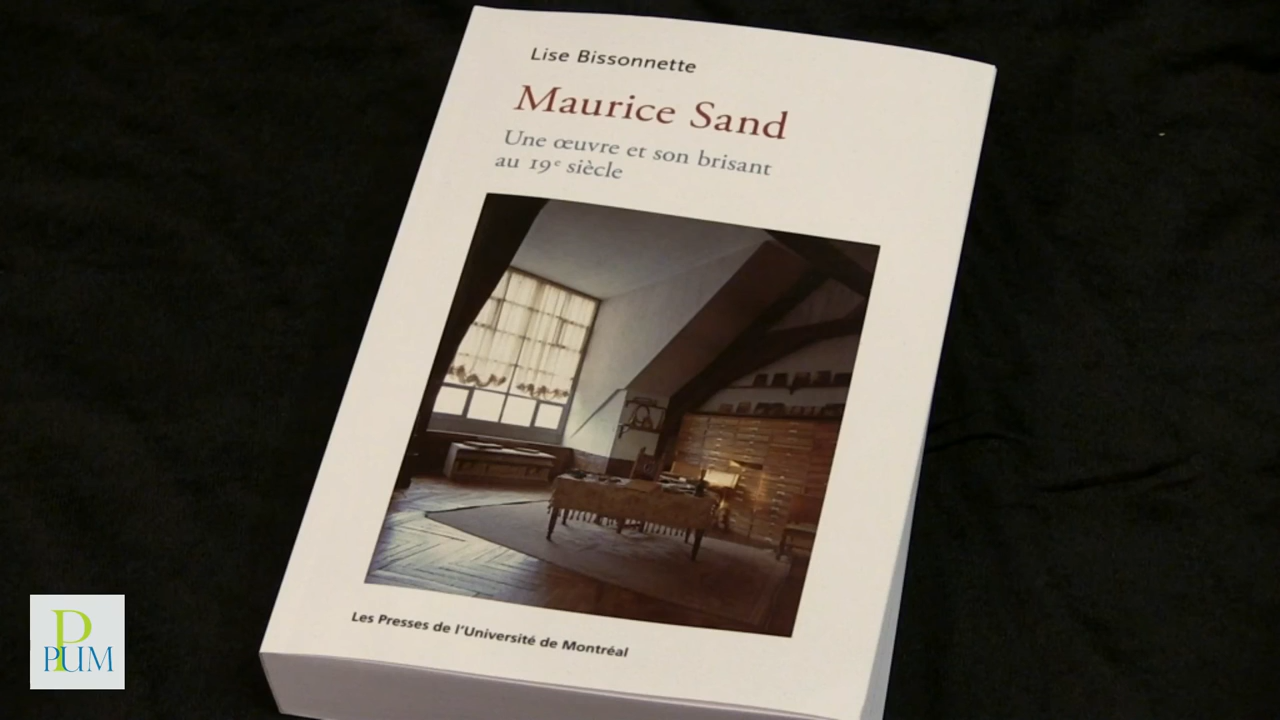 Lise Bissonnette
Maurice Sand
Une œuvre et son brisant
au 19e siècle
Les Presses de l'Université de Montréal
P
PUM